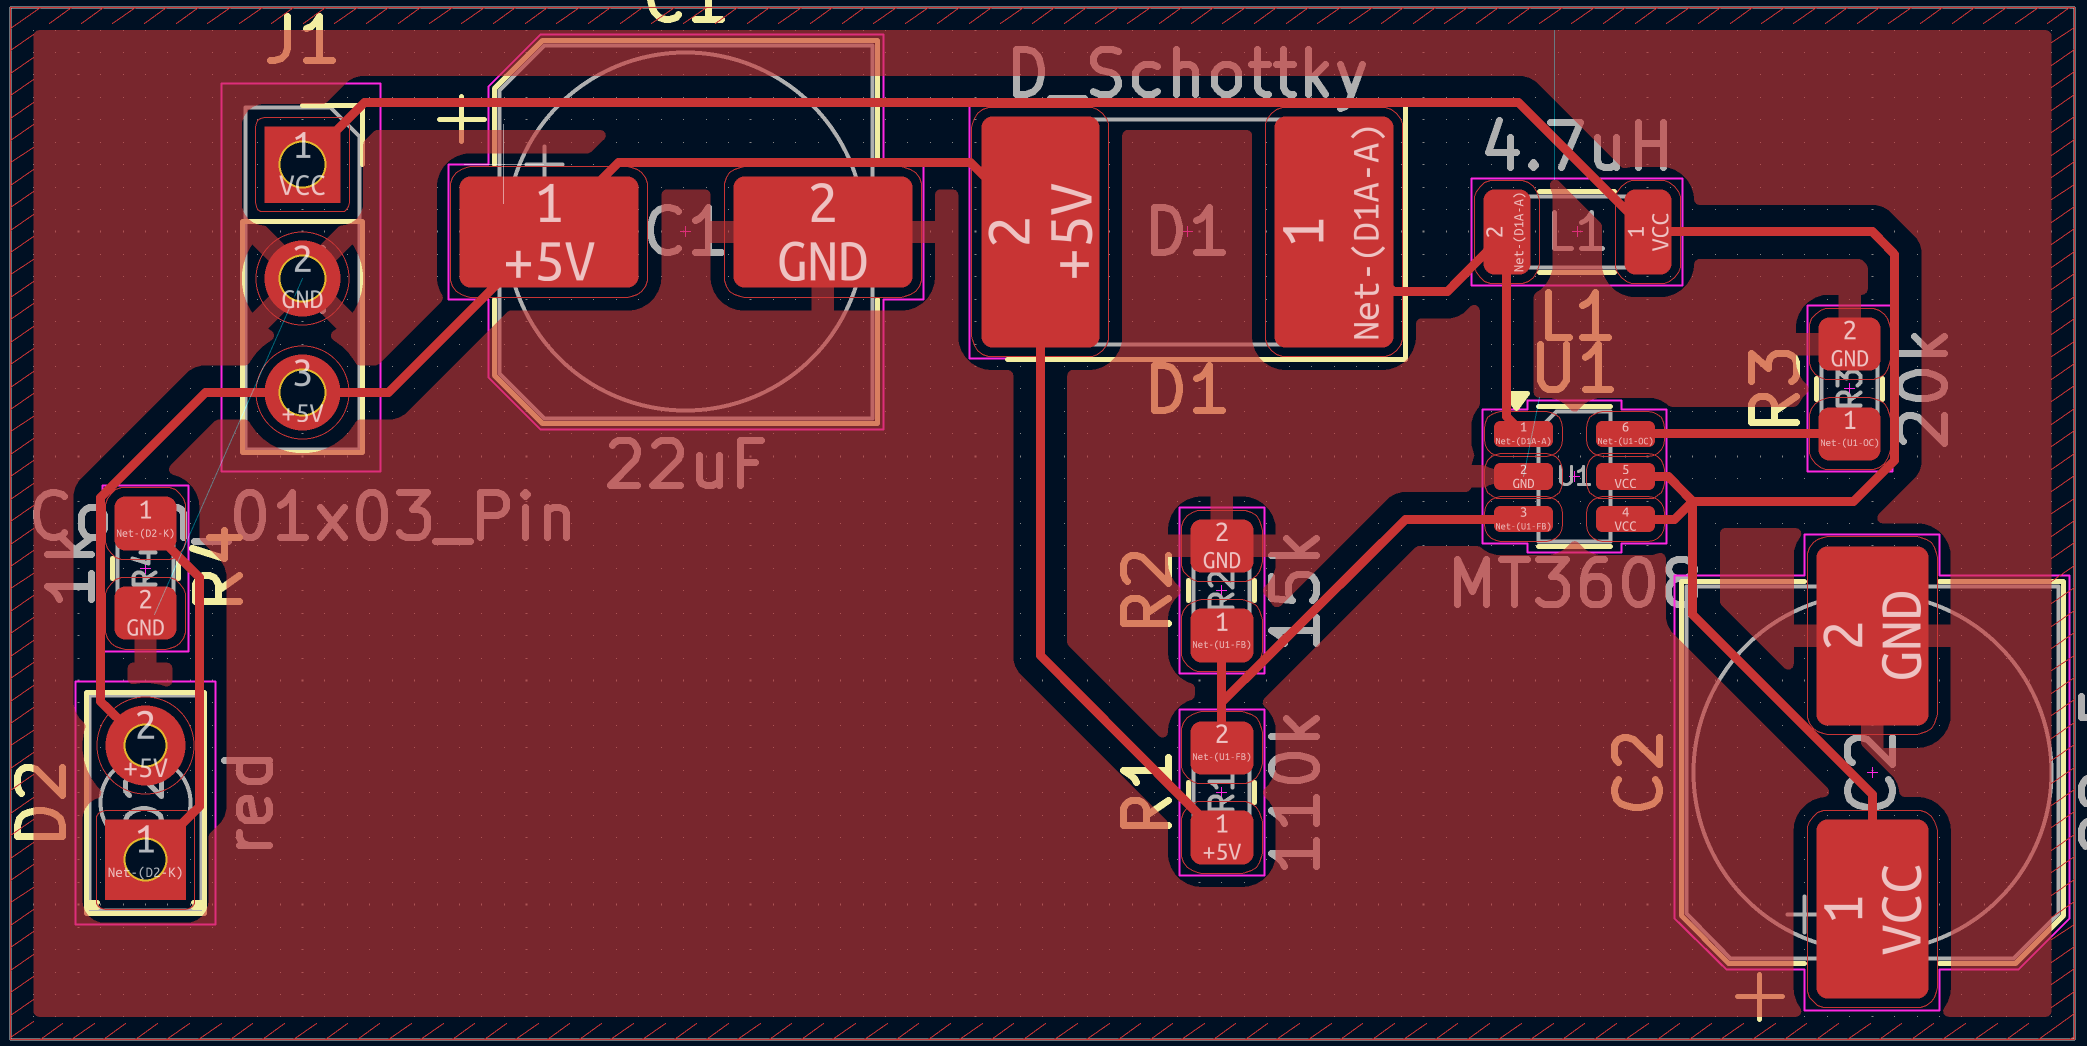 J1
C1
D_Schottky
4.7uH
1
VCC
2
GND
3
+5V
1
+5V
C1
2
GND
2
+5V
D1
1
Net-(D1A-A)
D1
2
Net-(D1A-A)
L1
1
VCC
L1
U1
22uF
01x03_Pin
1
Net-(D1A-A)
2
GND
3
Net-(U1-FB)
U1
6
Net-(U1-OC)
5
VCC
4
VCC
MT3608
2
GND
R3
1
Net-(U1-OC)
R3
20k
1k
1
Net-(D2-K)
R4
2
GND
R4
R2
2
GND
R2
1
Net-(U1-FB)
15k
R1
2
Net-(U1-FB)
R1
1
+5V
110k
D2
2
+5V
D2
1
Net-(D2-K)
red
C2
2
GND
C2
1
VCC